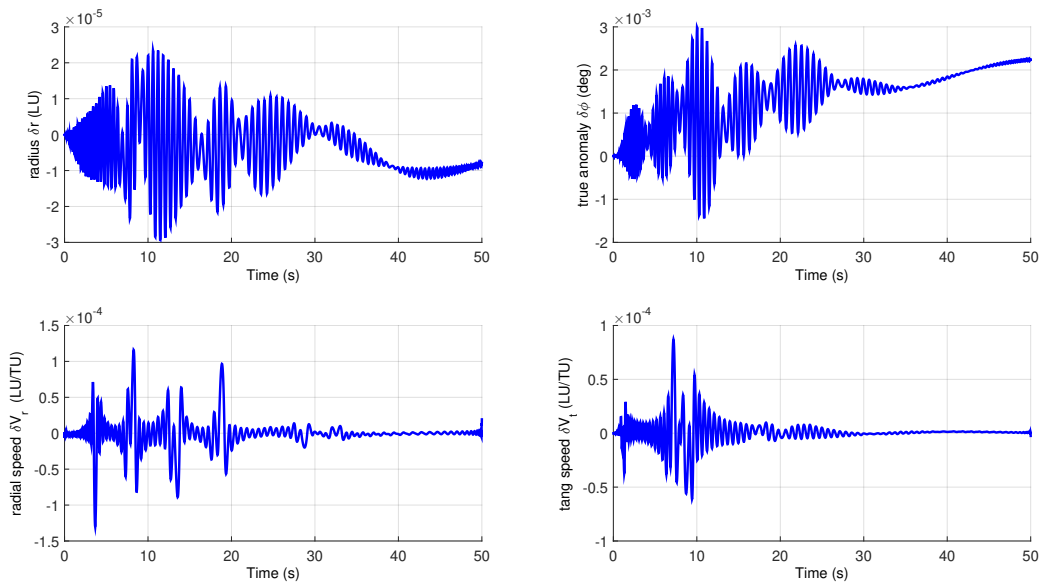 ×10⁻⁵
3
2
1
0
-1
-2
-3
radius δr (LU)
0 10 20 30 40 50
Time (s)
×10⁻³
3
2
1
0
-1
-2
true anomaly δϕ (deg)
0 10 20 30 40 50
Time (s)
×10⁻⁴
1.5
1
0.5
0
-0.5
-1
-1.5
radial speed δVᵣ (LU/TU)
0 10 20 30 40 50
Time (s)
×10⁻⁴
1
0.5
0
-0.5
-1
tang speed δVₜ (LU/TU)
0 10 20 30 40 50
Time (s)